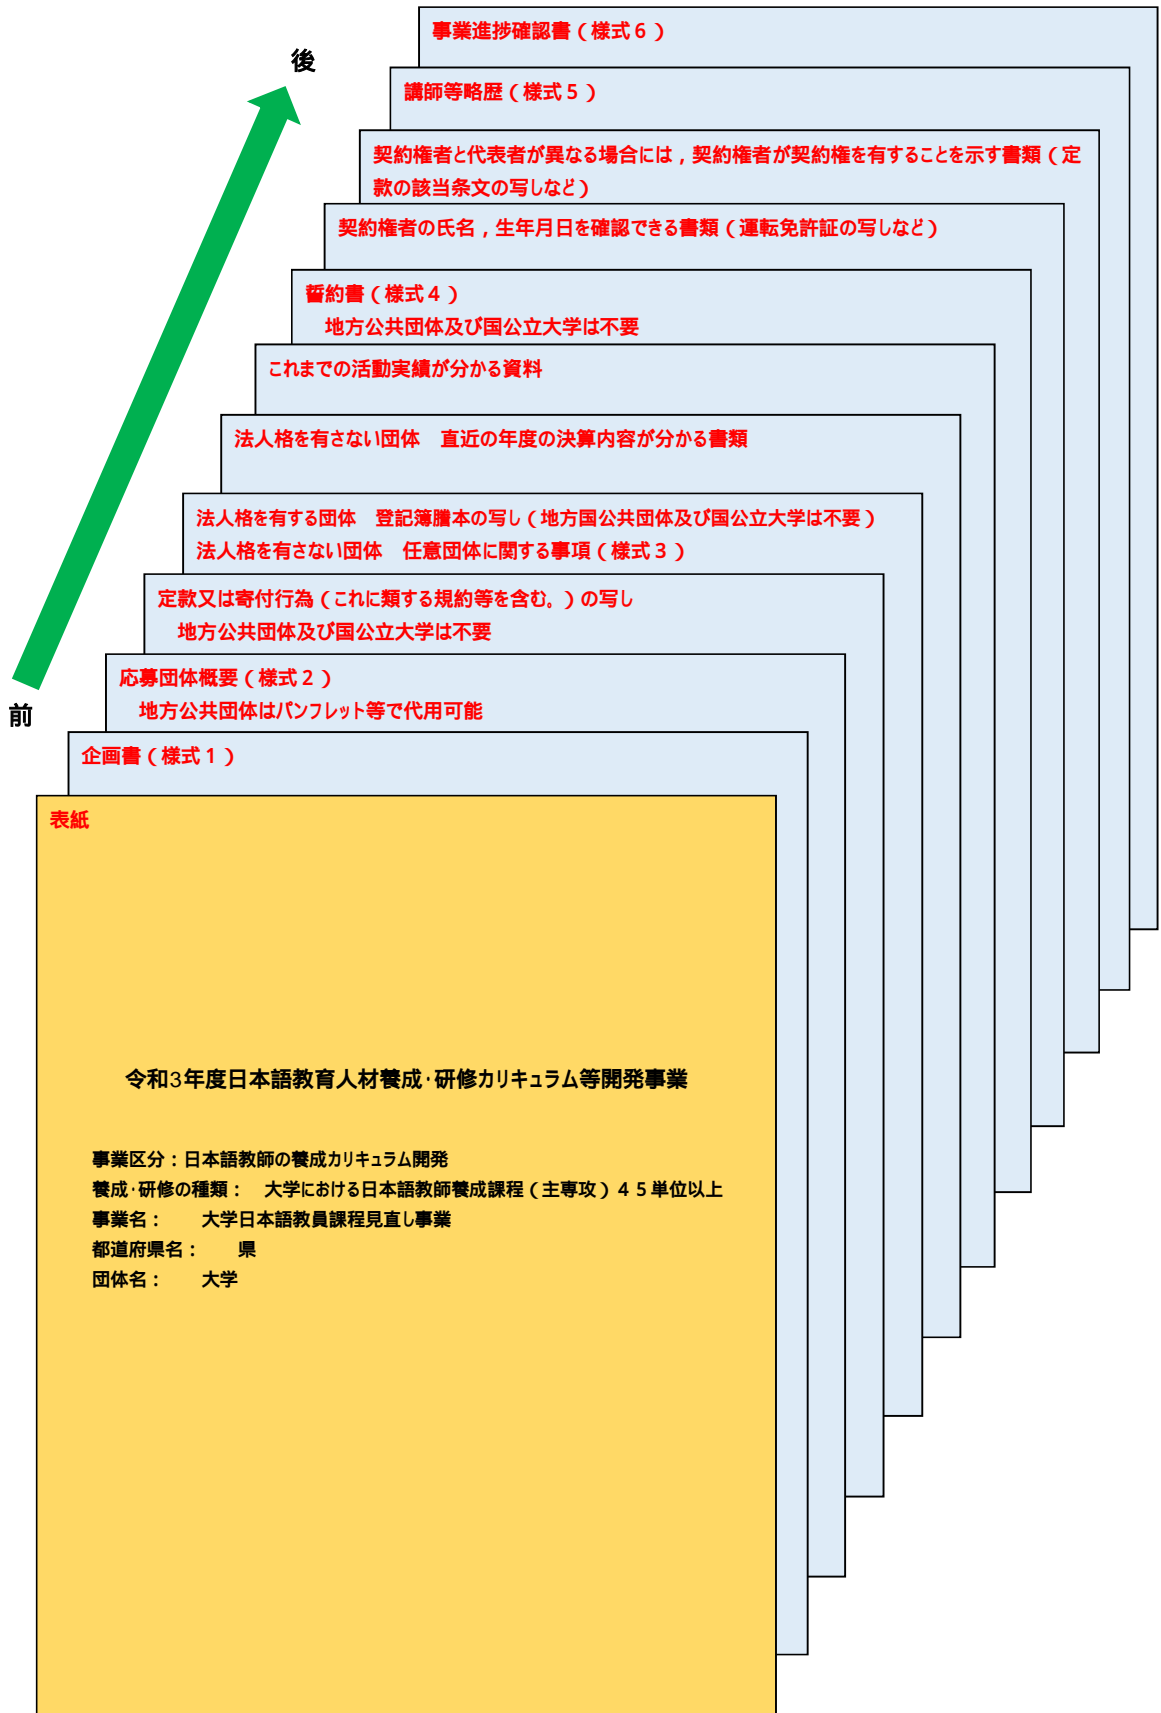 事業進捗確認書（様式６）
後
講師等略歴（様式５）
契約権者と代表者が異なる場合には，契約権者が契約権を有することを示す書類（定
款の該当条文の写しなど）
契約権者の氏名，生年月日を確認できる書類（運転免許証の写しなど）
誓約書（様式４）
地方公共団体及び国公立大学は不要
これまでの活動実績が分かる資料
法人格を有さない団体　直近の年度の決算内容が分かる書類
法人格を有する団体　登記簿謄本の写し（地方国公共団体及び国公立大学は不要）
法人格を有さない団体　任意団体に関する事項（様式３）
定款又は寄付行為（これに類する規約等を含む。）の写し
地方公共団体及び国公立大学は不要
応募団体概要（様式２）
地方公共団体はパンフレット等で代用可能
前
企画書（様式１）
表紙
令和3年度日本語教育人材養成・研修カリキュラム等開発事業
事業区分：日本語教師の養成カリキュラム開発
養成・研修の種類：　大学における日本語教師養成課程（主専攻）４５単位以上
事業名：　　大学日本語教員課程見直し事業
都道府県名：　　県
団体名：　　大学